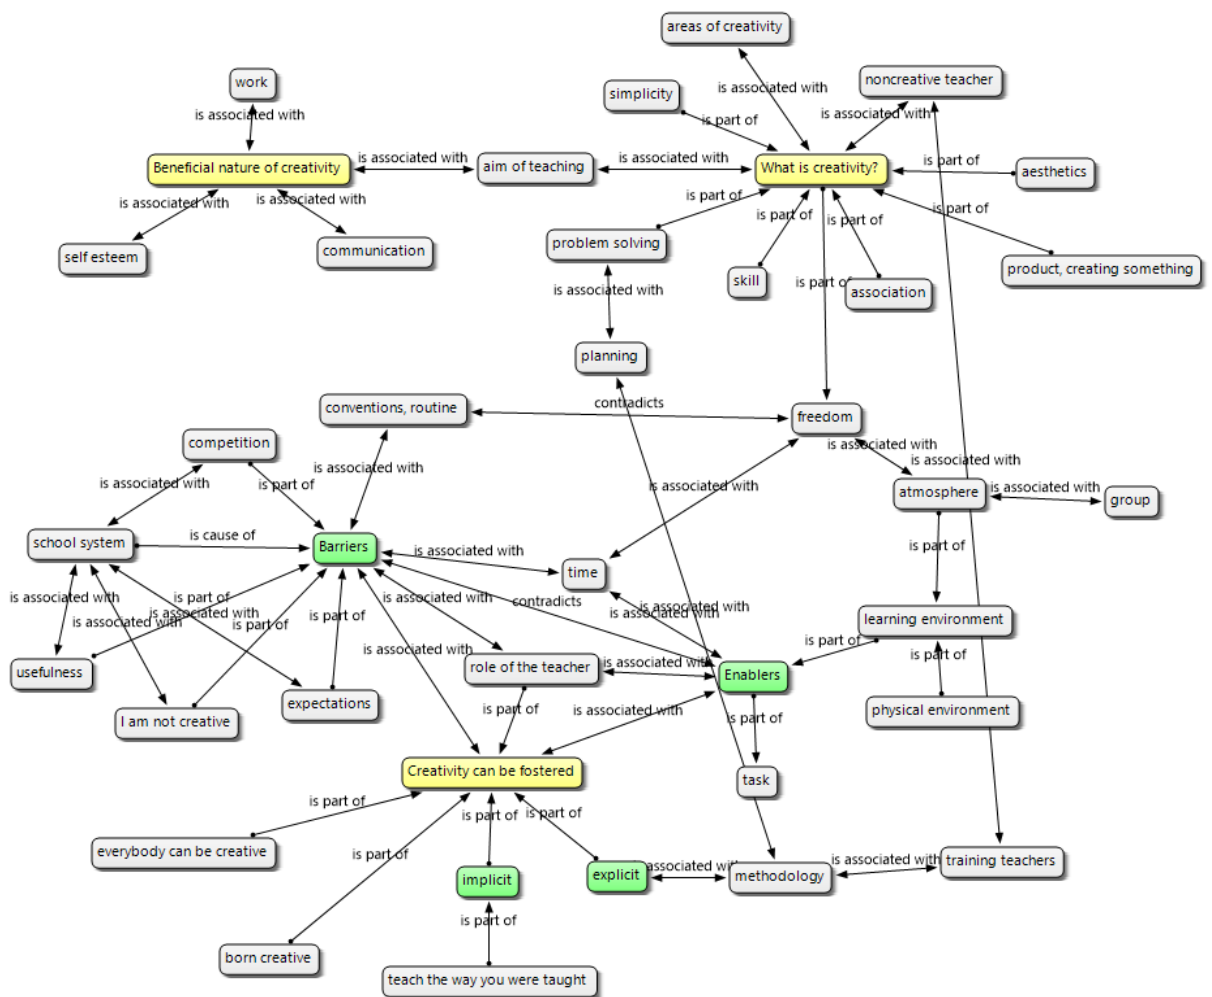 areas of creativity
work
simplicity
noncreative teacher
is associated with
is associated with
is associated with
is part of
Beneficial nature of creativity
is associated with
aim of teaching
is associated with
What is creativity?
is part of
aesthetics
is associated with
is associated with
is part of
is part of
is part of
is part of
self esteem
communication
problem solving
skill
is part of
association
product, creating something
is associated with
planning
conventions, routine
contradicts
freedom
competition
is associated with
is associated with
is associated with
is associated with
is part of
is associated with
atmosphere
is associated with
group
school system
is cause of
Barriers
is associated with
time
is part of
is associated with
is part of
is associated with
is associated with
is part of
is part of
is associated with
contradicts
is associated with
is associated with
learning environment
is associated with
is part of
is part of
usefulness
role of the teacher
is associated with
Enablers
I am not creative
expectations
is part of
is associated with
is part of
physical environment
Creativity can be fostered
task
is part of
is part of
is part of
everybody can be creative
is part of
implicit
explicit
associated with
methodology
is associated with
training teachers
is part of
born creative
teach the way you were taught